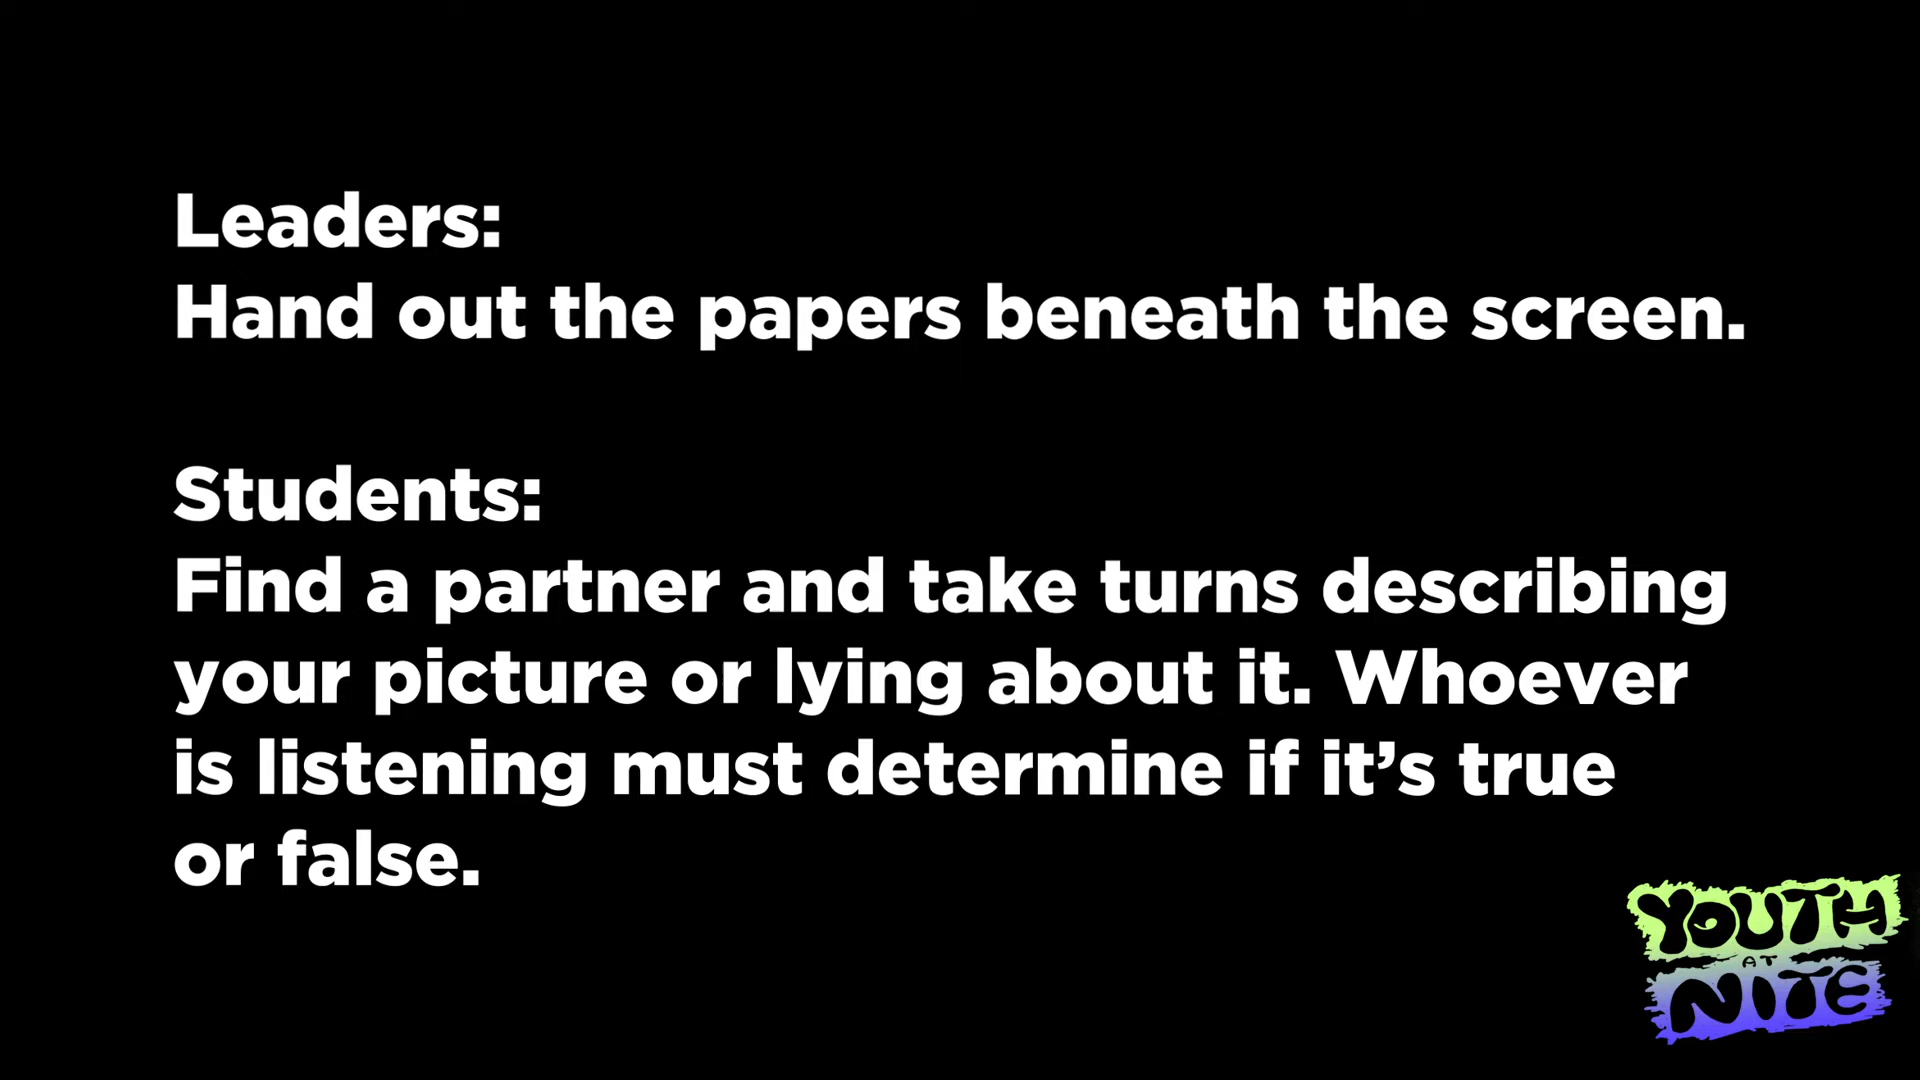 Leaders:
Hand out the papers beneath the screen.
Students:
Find a partner and take turns describing
your picture or lying about it. Whoever
is listening must determine if it’s true
or false.
YOUTH
AT
NITE